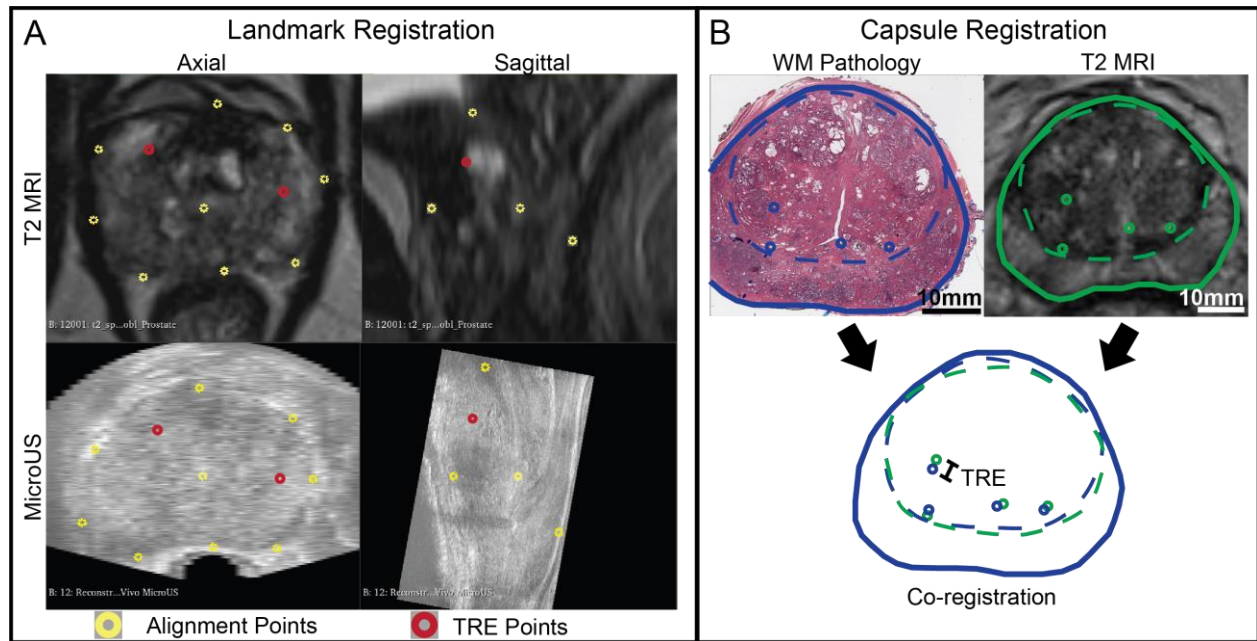 A
Landmark Registration
Axial
Sagittal
T2 MRI
B: 12001: t2_sp...obl_Prostate
B: 12001: t2_sp...obl_Prostate
MicroUS
B: 12: Reconstr...Vivo MicroUS
B: 12: Reconstr...Vivo MicroUS
Alignment Points
TRE Points
B
Capsule Registration
WM Pathology
T2 MRI
10mm
10mm
TRE
Co-registration